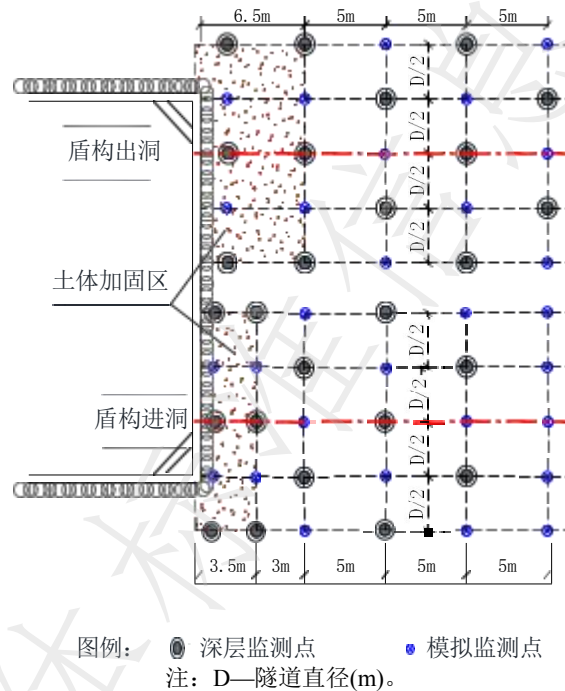 6.5m 5m 5m 5m
D/2
D/2
D/2
D/2
盾构出洞
土体加固区
盾构进洞
D/2
D/2
D/2
D/2
3.5m 3m 5m 5m 5m
图例： 深层监测点 模拟监测点
注：D—隧道直径(m)。